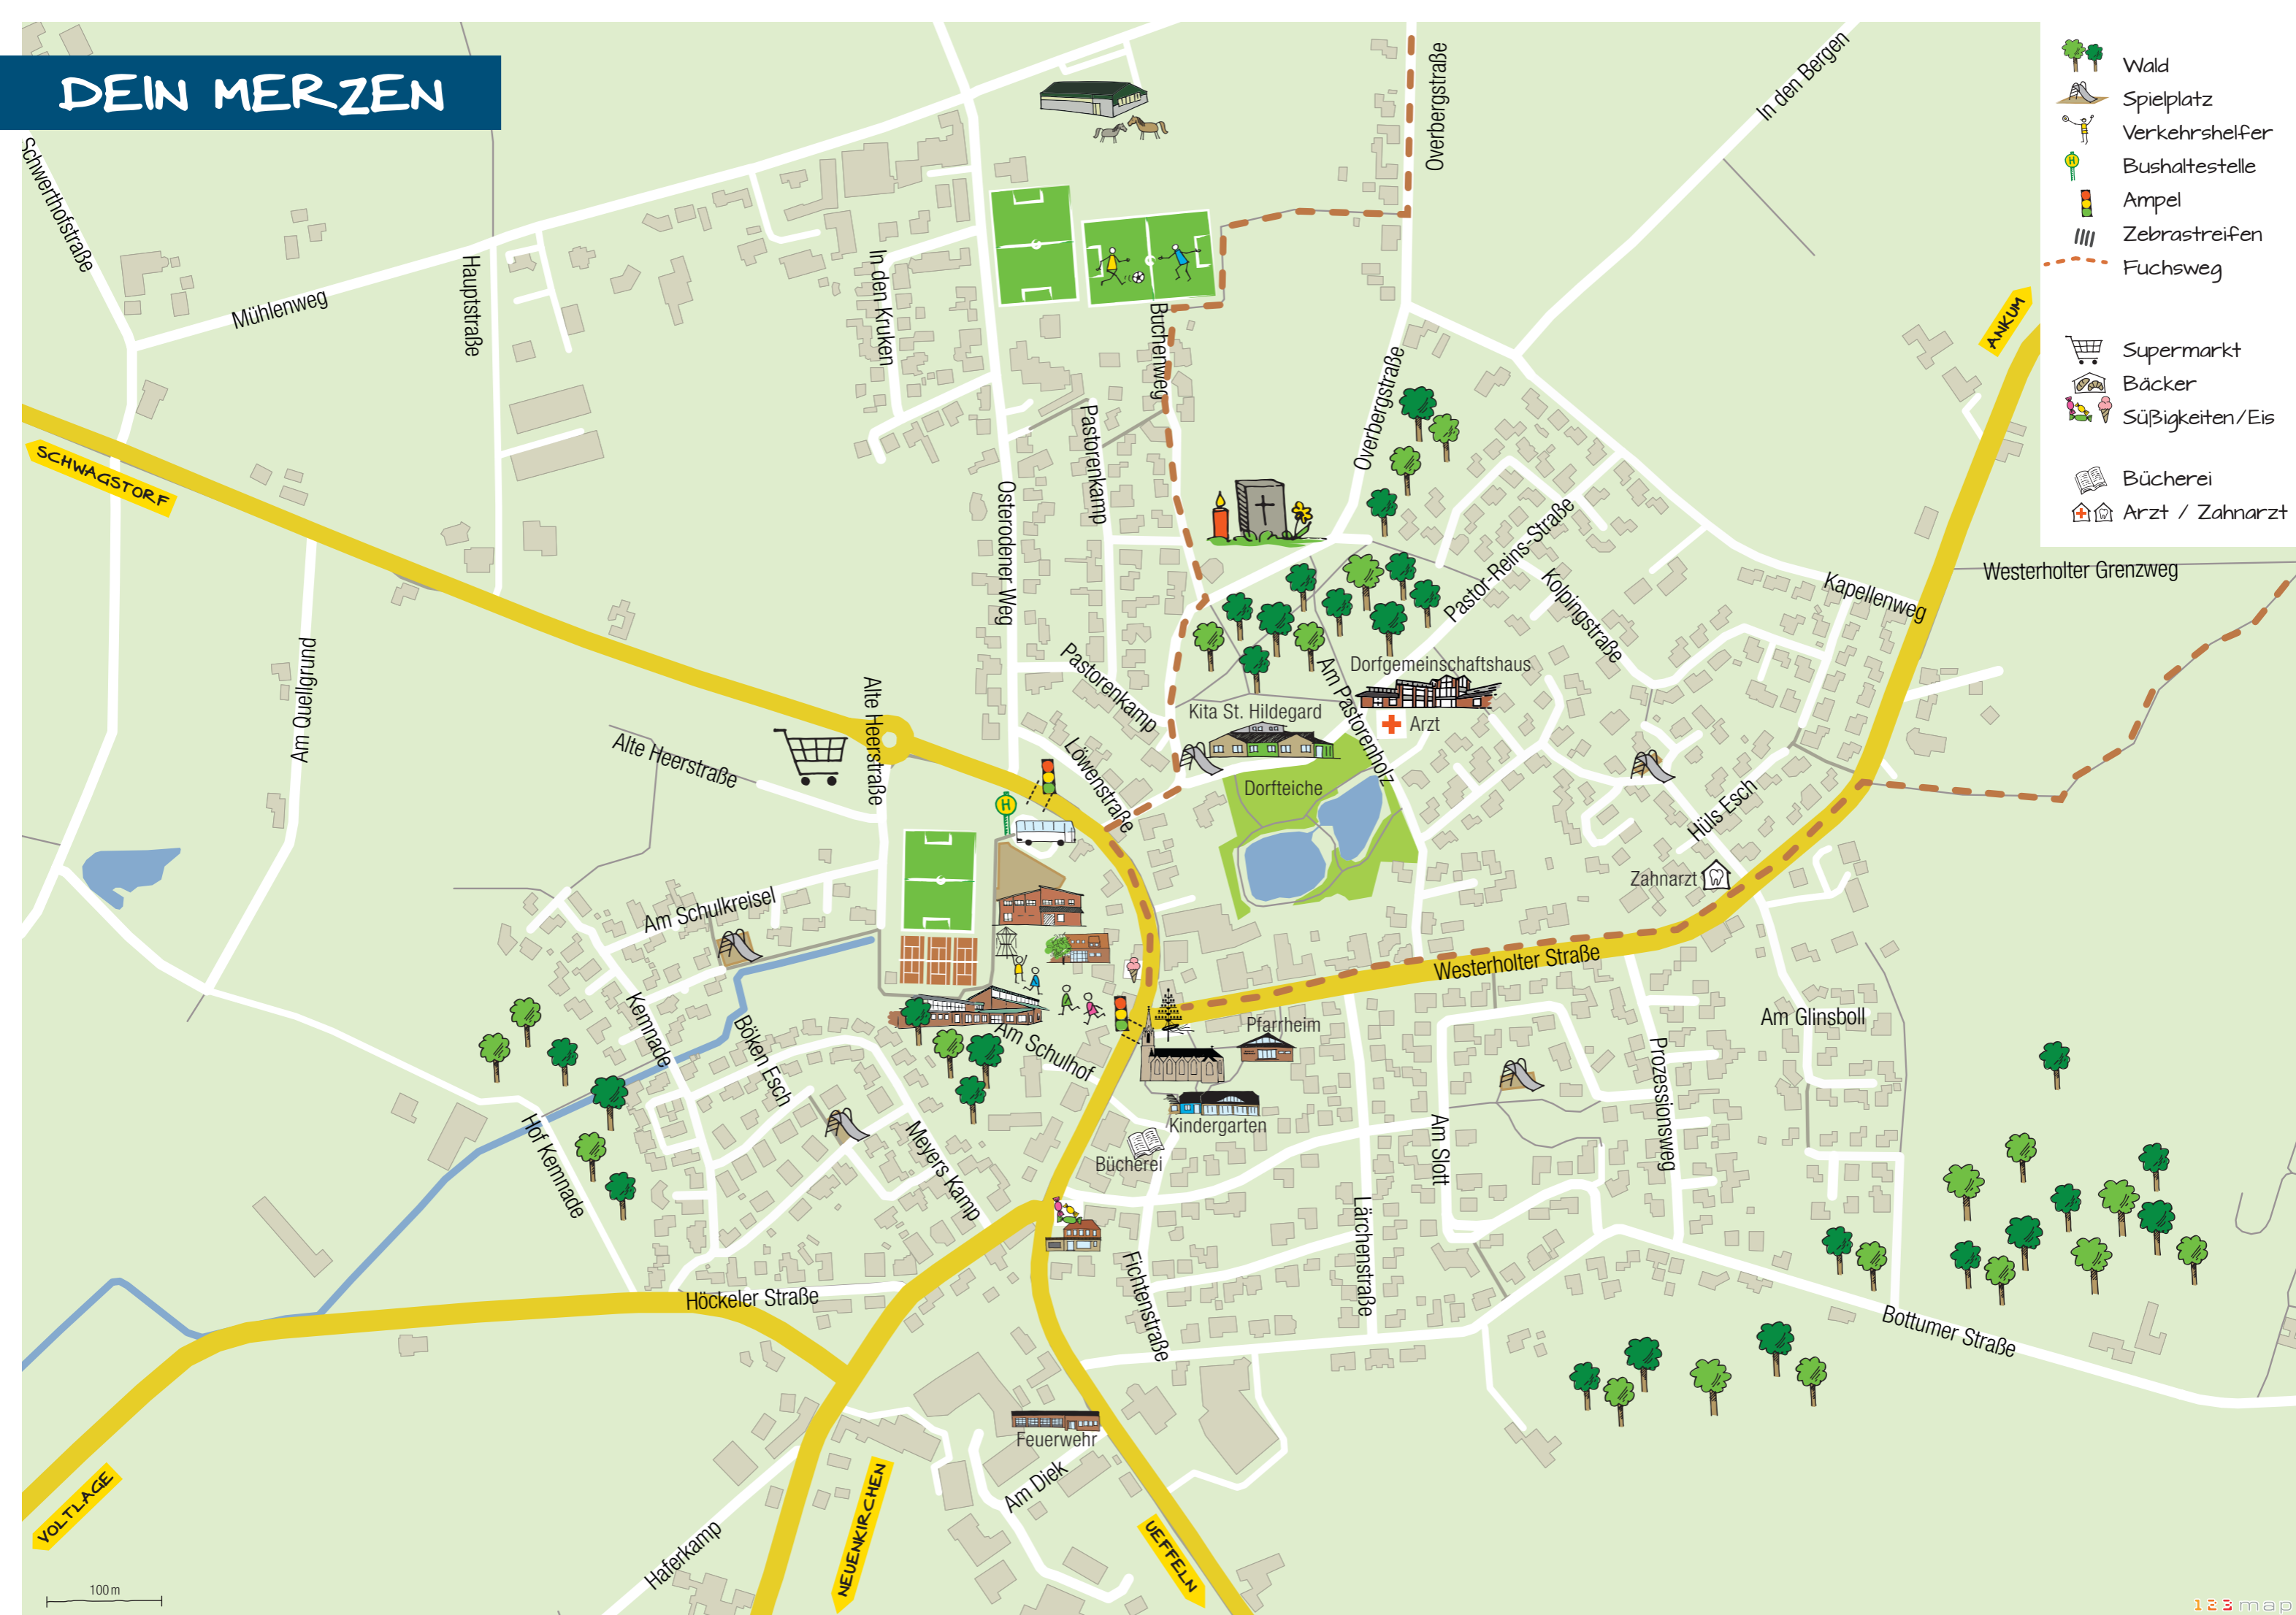 DEIN MERZEN
Wald
Spielplatz
Verkehrshelfer
Bushaltestelle
H
Ampel
Zebrastreifen
Fuchsweg
Supermarkt
Bäcker
Süßigkeiten/Eis
Bücherei
Arzt / Zahnarzt
Schwerthofstraße
Mühlenweg
Hauptstraße
In den Kruken
Overbergstraße
In den Bergen
ANKUM
Buchenweg
Overbergstraße
Pastorenkamp
Osterodener Weg
SCHWAGSTORF
Pastor-Reins-Straße
Kolpingstraße
Kapellenweg
Westerholter Grenzweg
Am Quellgrund
Alte Heerstraße
Alte Heerstraße
Pastorenkamp
Löwenstraße
Kita St. Hildegard
Am Pastorenholz
Dorfgemeinschaftshaus
Arzt
Dorfteiche
H
Hüls Esch
Zahnarzt
Am Schulkreisel
Westerholter Straße
Kemnade
Böken Esch
Am Schulhof
Pfarrheim
Kindergarten
Bücherei
Am Glinsboll
Prozessionsweg
Am Slott
Hof Kemnade
Meyers Kamp
Lärchenstraße
Fichtenstraße
Höckeler Straße
Bottumer Straße
Feuerwehr
Am Diek
Haferkamp
VOLTLAGE
NEUENKIRCHEN
UEFFELN
100 m
123map